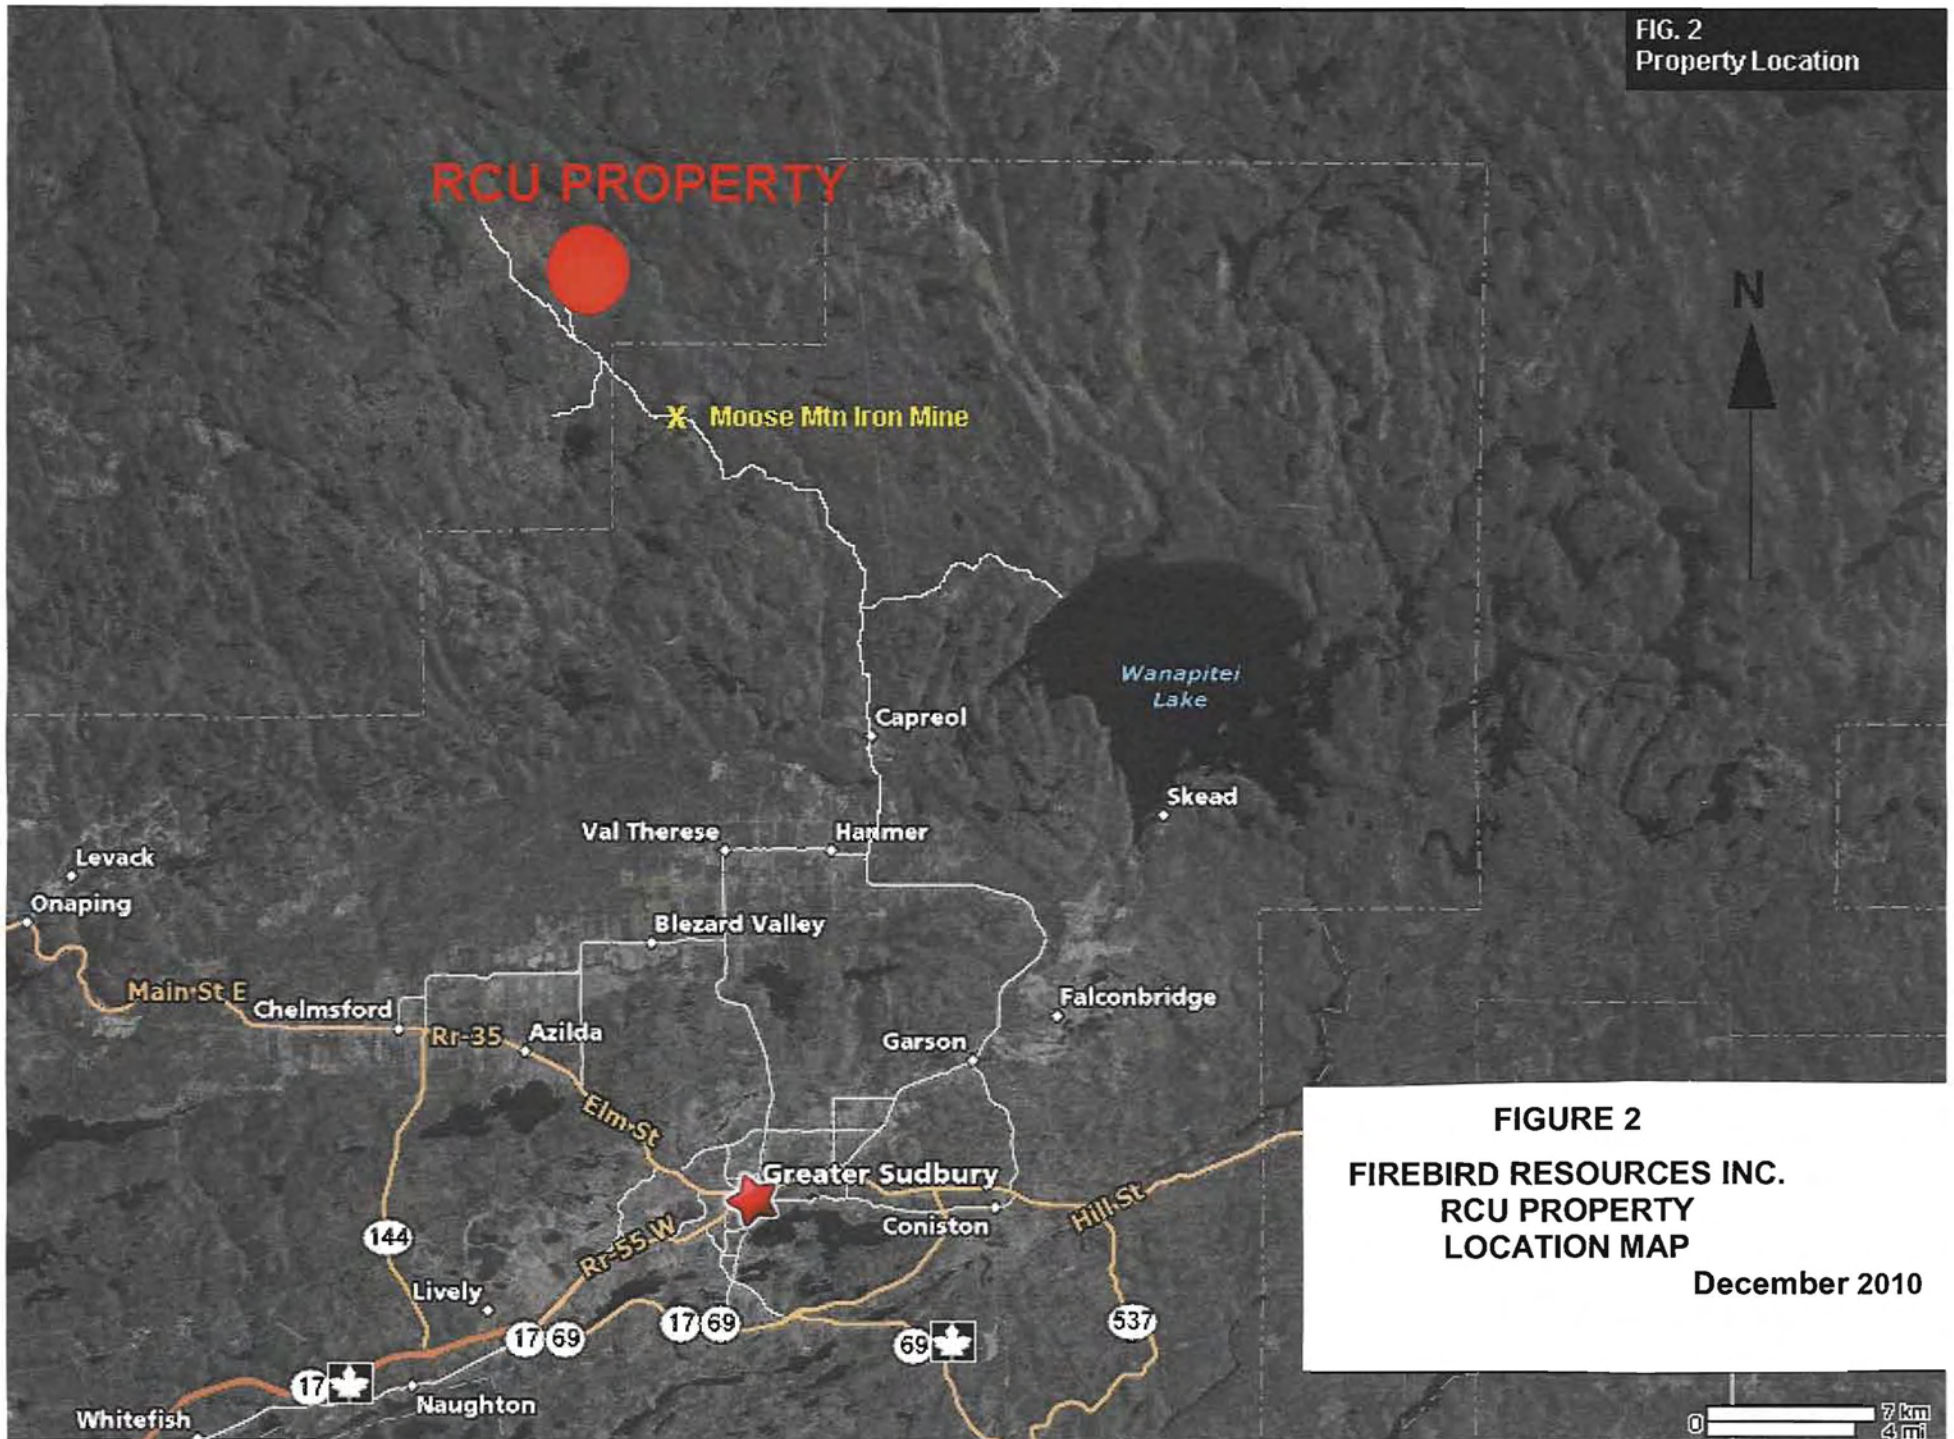 FIG. 2
Property Location
RCU PROPERTY
N
X Moose Mtn Iron Mine
Wanapitei
Lake
Capreol
Skead
Val Therese
Hanmer
Levack
Onaping
Blezard Valley
Main St E
Chelmsford
Rr-35
Azilda
Falconbridge
Garson
Elm St
Greater Sudbury
Coniston
Hill St
144
Rr-55 W
Lively
17 69
17 69
69
537
17
Naughton
Whitefish
FIGURE 2
FIREBIRD RESOURCES INC.
RCU PROPERTY
LOCATION MAP
December 2010
0
7 km
4 mi